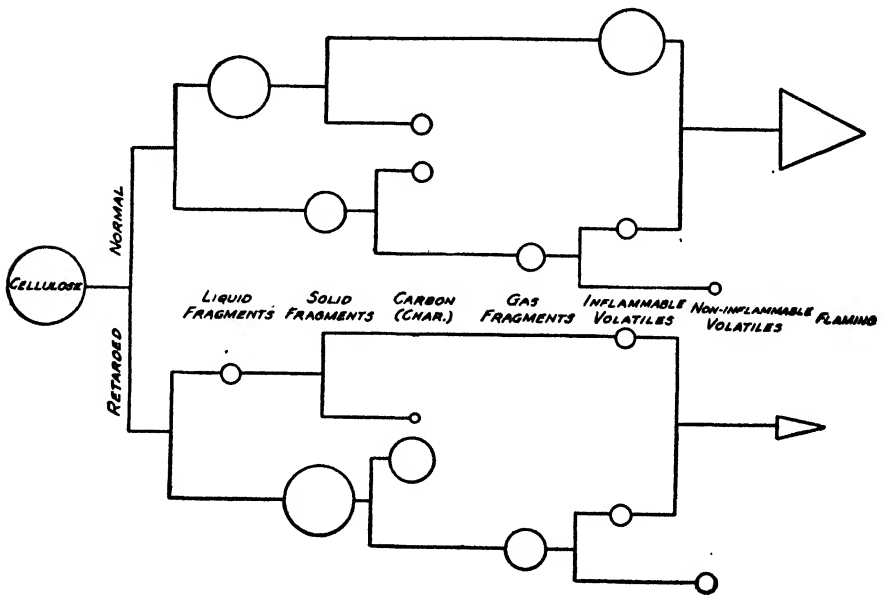 NORMAL
CELLULOSE
RETARDED
LIQUID
FRAGMENTS
SOLID
FRAGMENTS
CARBON
(CHAR.)
GAS
FRAGMENTS
INFLAMMABLE
VOLATILES
NON-INFLAMMABLE
VOLATILES
FLAMING